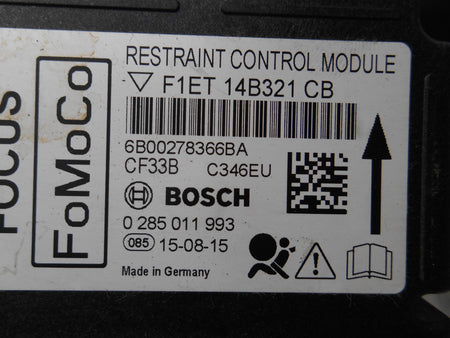 FOCUS
FoMoCo
RESTRAINT CONTROL MODULE
F1ET 14B321 CB
6B00278366BA
CF33B C346EU
BOSCH
0 285 011 993
085 15-08-15
Made in Germany